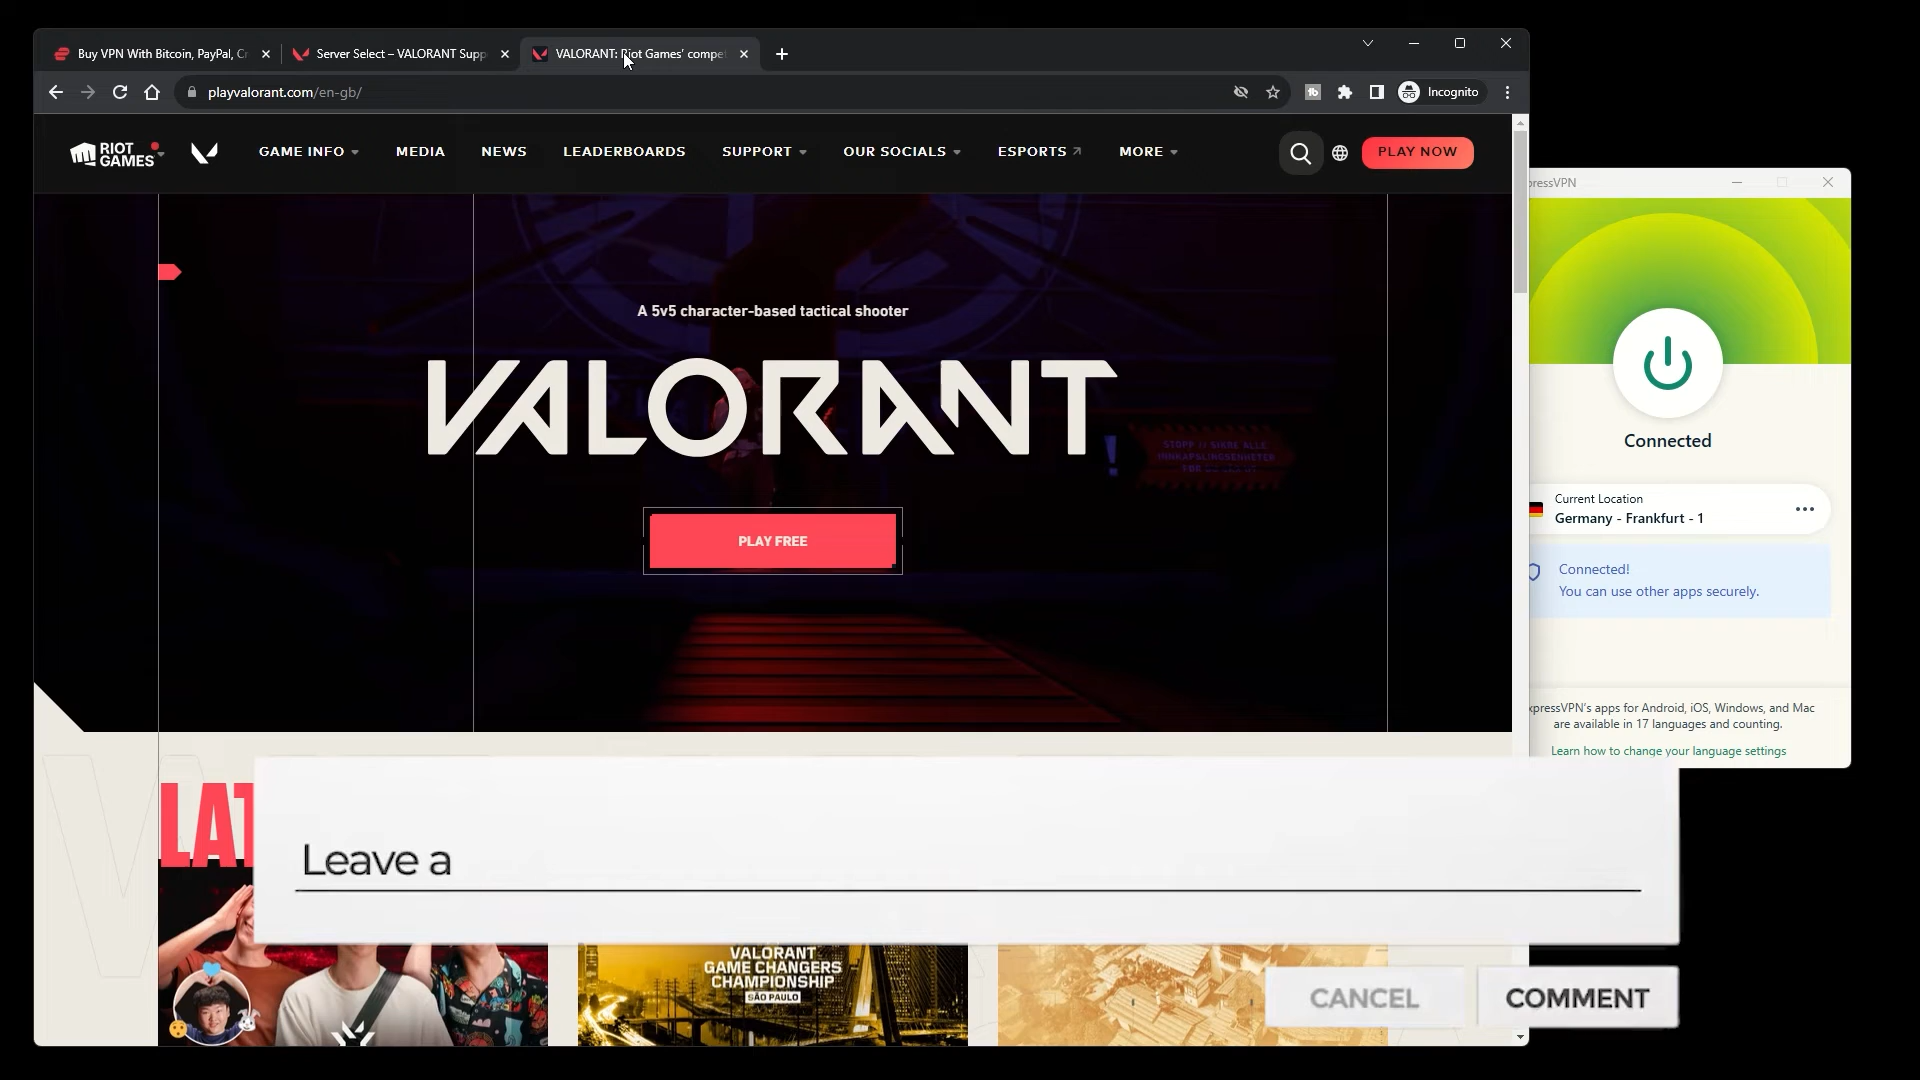 Buy VPN With Bitcoin, PayPal, Cr
Server Select – VALORANT Supp
VALORANT: Riot Games' compe
playvalorant.com/en-gb/
Incognito
RIOT
GAMES
GAME INFO
MEDIA
NEWS
LEADERBOARDS
SUPPORT
OUR SOCIALS
ESPORTS
MORE
PLAY NOW
A 5v5 character-based tactical shooter
VALORANT
STOPP // SIKRE ALLE
INNKAPSLINGSENHETER
PLAY FREE
pressVPN
Connected
Current Location
Germany - Frankfurt - 1
Connected!
You can use other apps securely.
xpressVPN's apps for Android, iOS, Windows, and Mac
are available in 17 languages and counting.
Learn how to change your language settings
LAT
Leave a
VALORANT
GAME CHANGERS
CHAMPIONSHIP
SÃO PAULO
CANCEL
COMMENT